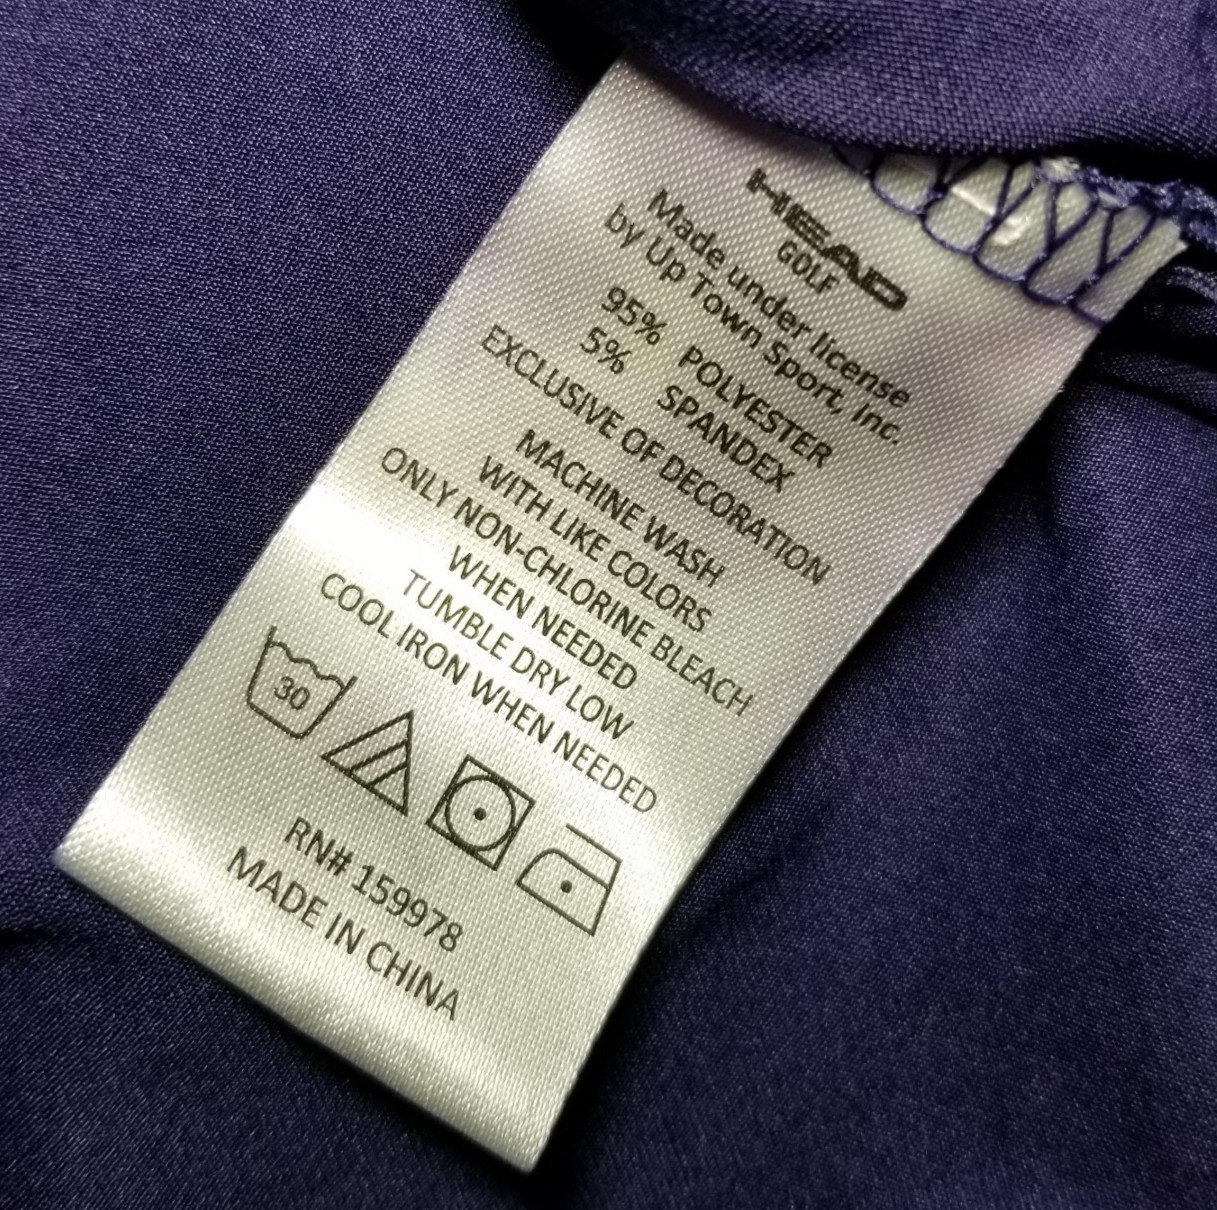 HEAD
GOLF
Made under license
by Up Town Sport, Inc.
95% POLYESTER
5% SPANDEX
EXCLUSIVE OF DECORATION
MACHINE WASH
WITH LIKE COLORS
ONLY NON-CHLORINE BLEACH
WHEN NEEDED
TUMBLE DRY LOW
COOL IRON WHEN NEEDED
30
RN# 159978
MADE IN CHINA